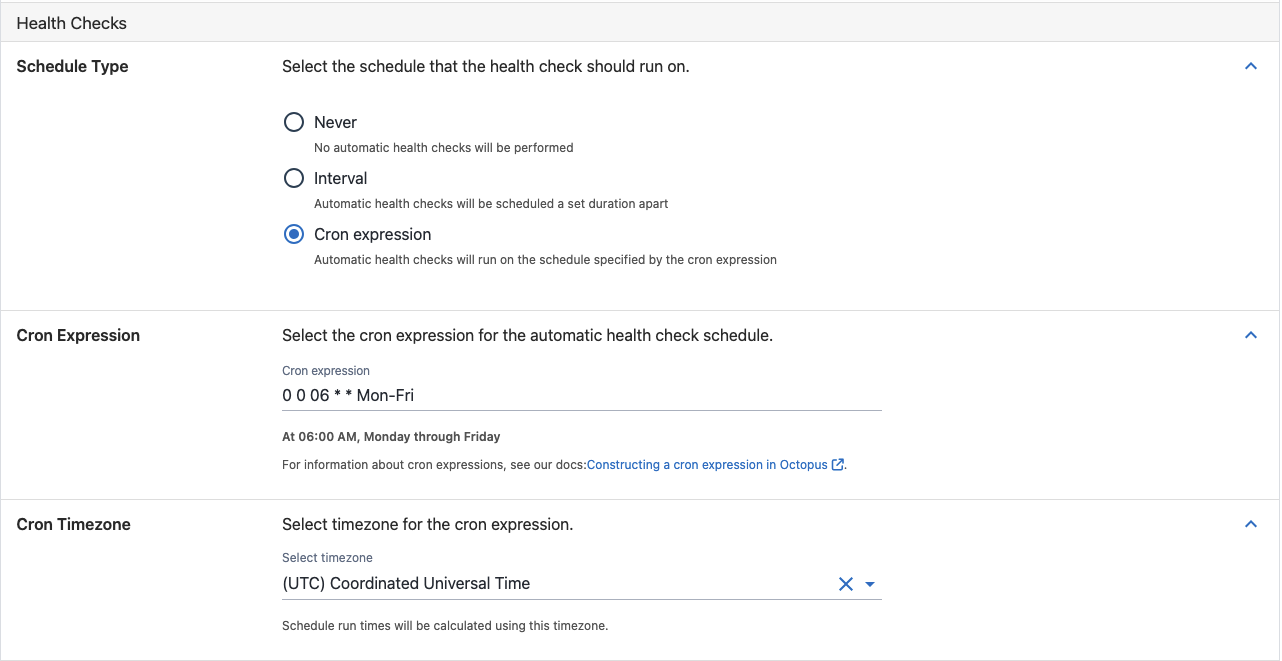 Health Checks
Schedule Type
Select the schedule that the health check should run on.
Never
No automatic health checks will be performed
Interval
Automatic health checks will be scheduled a set duration apart
Cron expression
Automatic health checks will run on the schedule specified by the cron expression
Cron Expression
Select the cron expression for the automatic health check schedule.
Cron expression
0 0 06 * * Mon-Fri
At 06:00 AM, Monday through Friday
For information about cron expressions, see our docs:Constructing a cron expression in Octopus.
Cron Timezone
Select timezone for the cron expression.
Select timezone
(UTC) Coordinated Universal Time
Schedule run times will be calculated using this timezone.